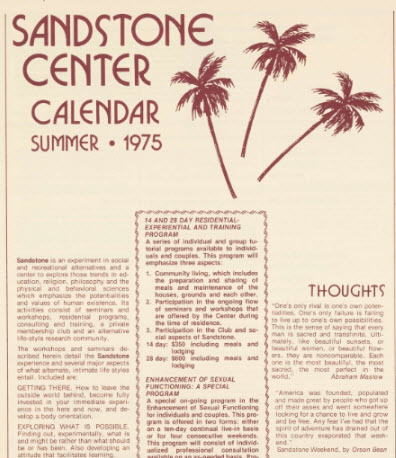 SANDSTONE
CENTER
CALENDAR
SUMMER • 1975
Sandstone is an experiment in social
and recreational alternatives and a
center to explore those trends in ed-
ucation, religion, philosophy and the
physical and behavioral sciences
which emphasize the potentialities
and values of human existence. Its
activities consist of seminars and
workshops, residential programs,
consulting and training, a private
membership club and an alternative
life-style research community.
The workshops and seminars de-
scribed herein detail the Sandstone
experience and several major aspects
of what alternate, intimate life styles
entail. Included are:
GETTING THERE. How to leave the
outside world behind, become fully
invested in your immediate experi-
ence in the here and now, and de-
velop a body orientation.
EXPLORING WHAT IS POSSIBLE.
Finding out, experimentally, what is
and might be rather than what should
be or has been. Also developing an
attitude that facilitates learning.
14 AND 28 DAY RESIDENTIAL-
EXPERIENTIAL AND TRAINING
PROGRAM
A series of individual and group tu-
torial programs available to individ-
uals and couples. This program will
emphasize three aspects:
1. Community living, which includes
the preparation and sharing of
meals and maintenance of the
houses, grounds and each other.
2. Participation in the ongoing flow
of seminars and workshops that
are offered by the Center during
the time of residence.
3. Participation in the Club and so-
cial aspects of Sandstone.
14 day: $350 including meals and
lodging
28 day: $600 including meals and
lodging
ENHANCEMENT OF SEXUAL
FUNCTIONING: A SPECIAL
PROGRAM
A special on-going program in the
Enhancement of Sexual Functioning
for individuals and couples. This pro-
gram is offered in two forms: either
an a ten-day continual live-in basis
or for four consecutive weekends.
This program will consist of individ-
ualized professional consultation
available on an as-needed basis.
THOUGHTS
"One's only rival is one's own poten-
tialities. One's only failure is failing
to live up to one's own possibilities.
This is the sense of saying that every
man is sacred and transfinite. Ulti-
mately, like beautiful sunsets, or
beautiful women, or beautiful flow-
ers, they are noncomparable. Each
one is the most beautiful, the most
sacred, the most perfect in the
world." Abraham Maslow
"America was founded, populated
and made great by people who got up
off their asses and went somewhere
looking for a chance to live and grow
and be free. Any fear I've had that the
spirit of adventure has drained out of
this country evaporated that week-
end."
Sandstone Weekend, by Orson Bean